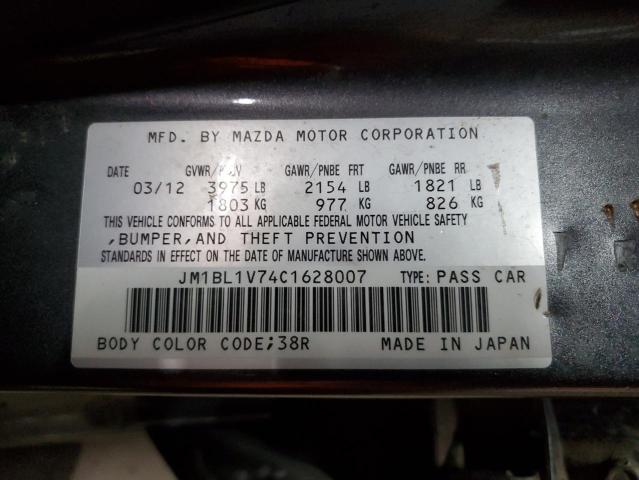 MFD. BY MAZDA MOTOR CORPORATION
DATE GVWR/PNBV GAWR/PNBE FRT GAWR/PNBE RR
03/12 3975 LB 2154 LB 1821 LB
1803 KG 977 KG 826 KG
THIS VEHICLE CONFORMS TO ALL APPLICABLE FEDERAL MOTOR VEHICLE SAFETY
,BUMPER,AND THEFT PREVENTION
STANDARDS IN EFFECT ON THE DATE OF MANUFACTURE SHOWN ABOVE.
JM1BL1V74C1628007 TYPE: PASS CAR
BODY COLOR CODE;38R MADE IN JAPAN